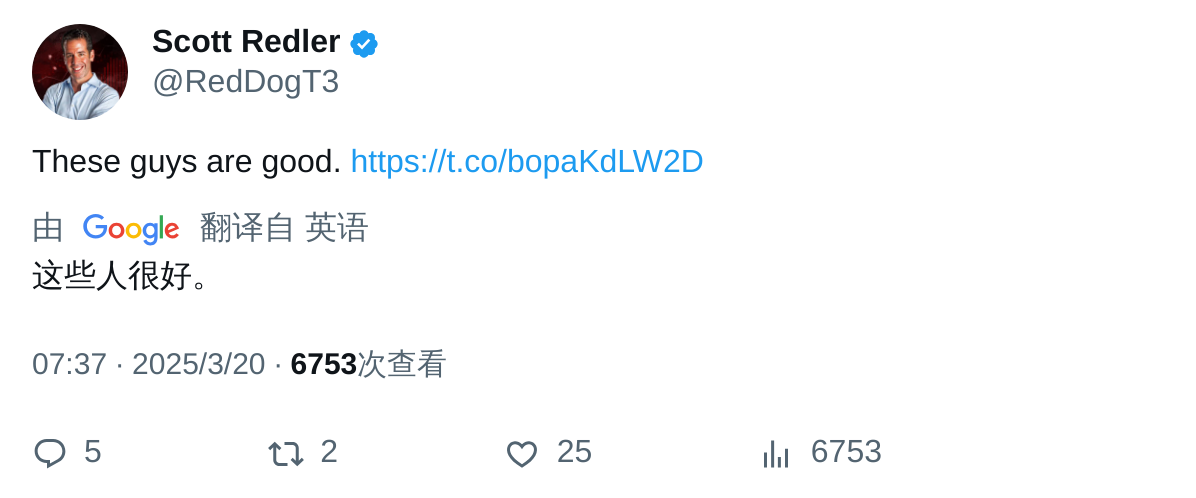 Scott Redler
@RedDogT3
These guys are good. https://t.co/bopaKdLW2D
由 Google 翻译自 英语
这些人很好。
07:37 · 2025/3/20 · 6753次查看
5 2 25 6753